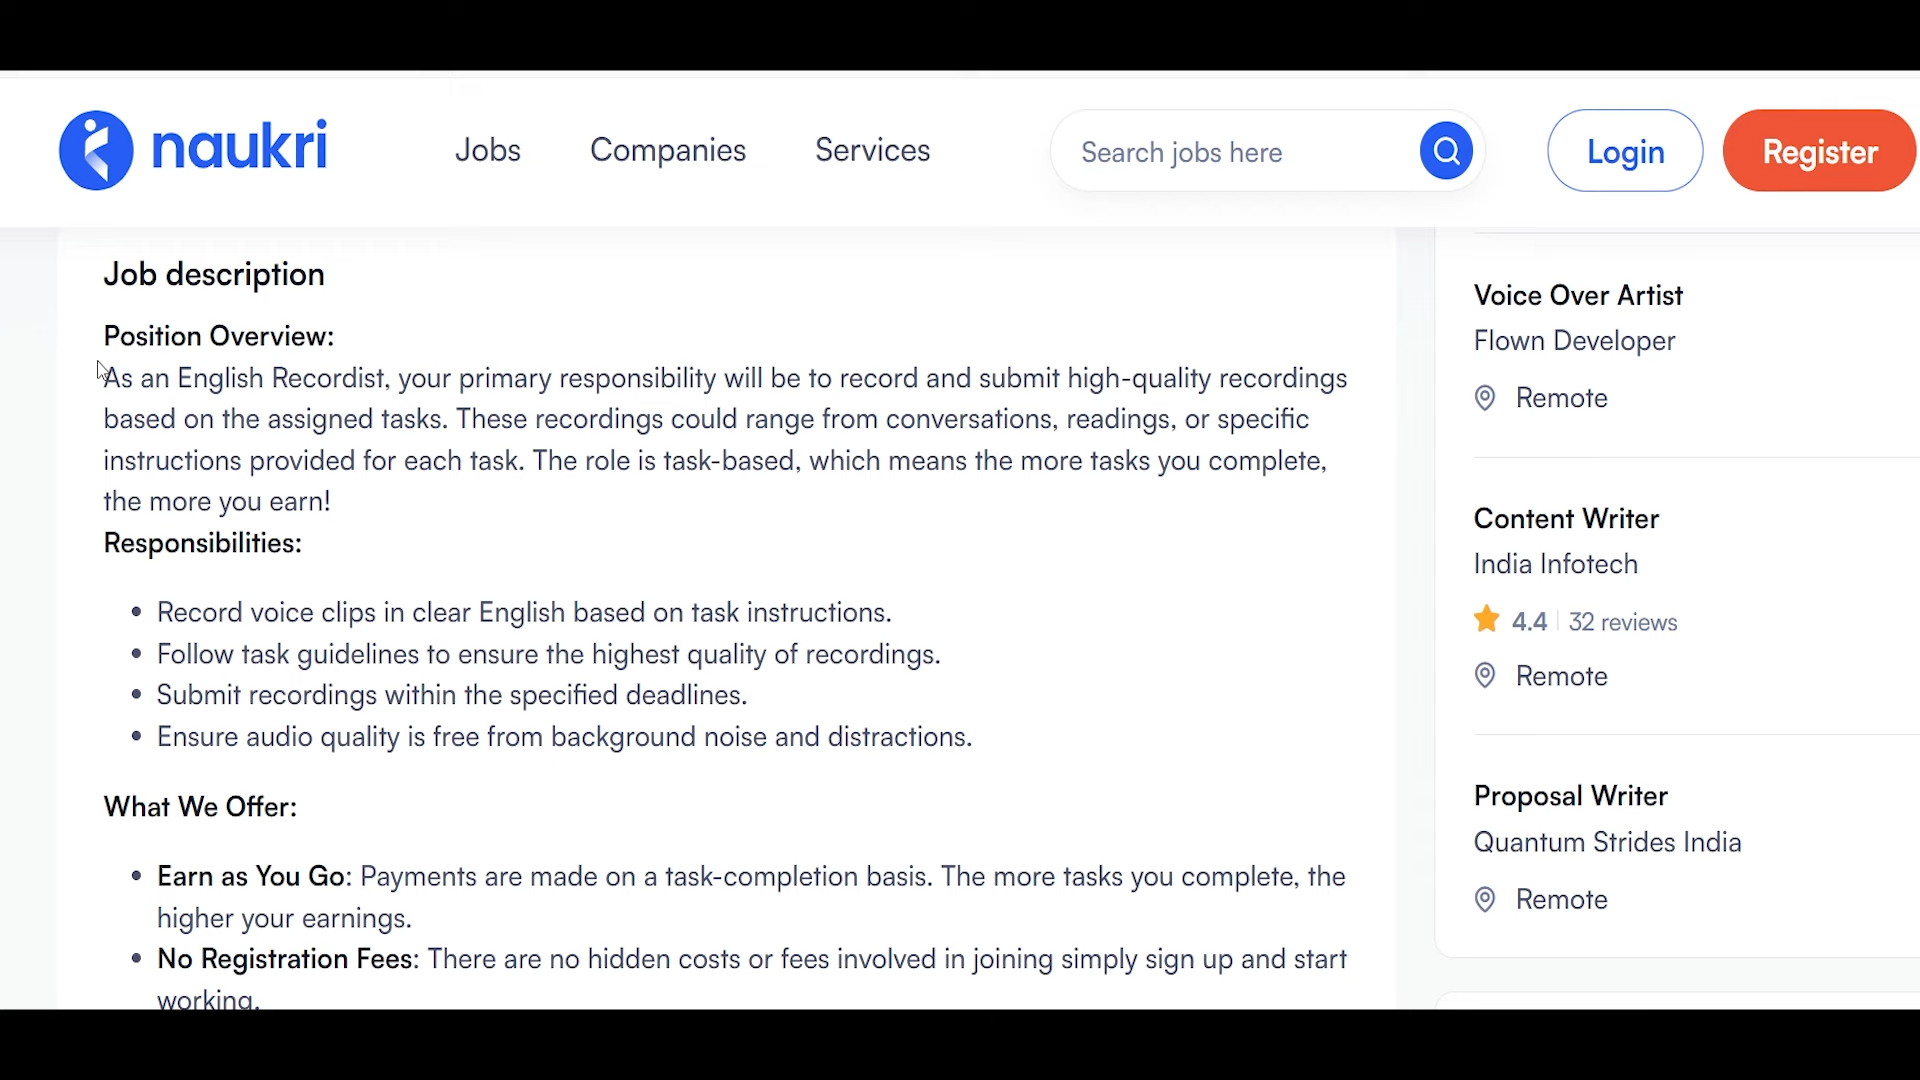 naukri
Jobs
Companies
Services
Search jobs here
Login
Register
Job description
Position Overview:
As an English Recordist, your primary responsibility will be to record and submit high-quality recordings
based on the assigned tasks. These recordings could range from conversations, readings, or specific
instructions provided for each task. The role is task-based, which means the more tasks you complete,
the more you earn!
Responsibilities:
• Record voice clips in clear English based on task instructions.
• Follow task guidelines to ensure the highest quality of recordings.
• Submit recordings within the specified deadlines.
• Ensure audio quality is free from background noise and distractions.
What We Offer:
• Earn as You Go: Payments are made on a task-completion basis. The more tasks you complete, the
higher your earnings.
• No Registration Fees: There are no hidden costs or fees involved in joining simply sign up and start
working.
Voice Over Artist
Flown Developer
Remote
Content Writer
India Infotech
4.4 | 32 reviews
Remote
Proposal Writer
Quantum Strides India
Remote